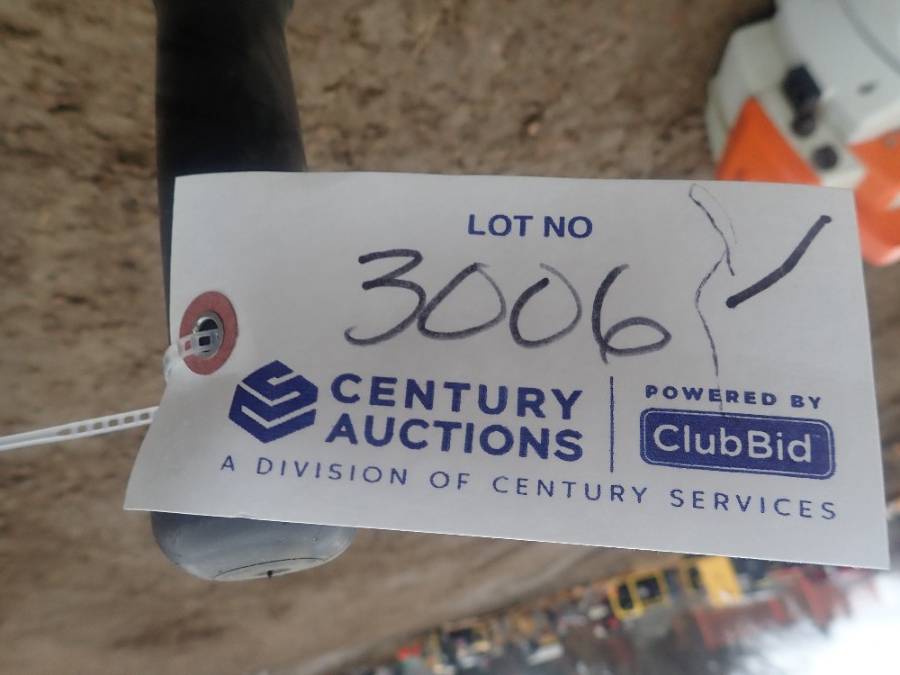 LOT NO
3006
CENTURY
AUCTIONS
A DIVISION OF CENTURY SERVICES
POWERED BY
ClubBid